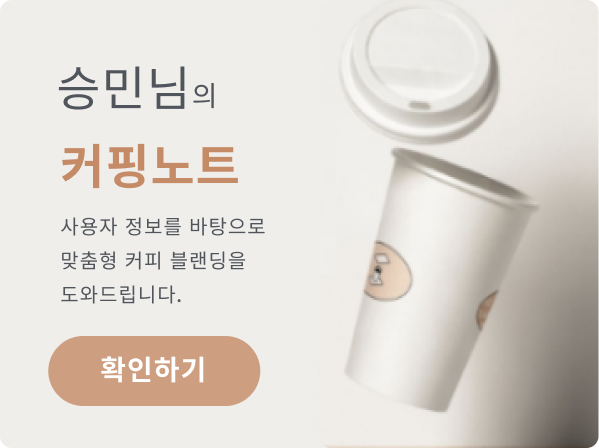 승민님의
커핑노트
사용자 정보를 바탕으로
맞춤형 커피 블랜딩을
도와드립니다.
확인하기